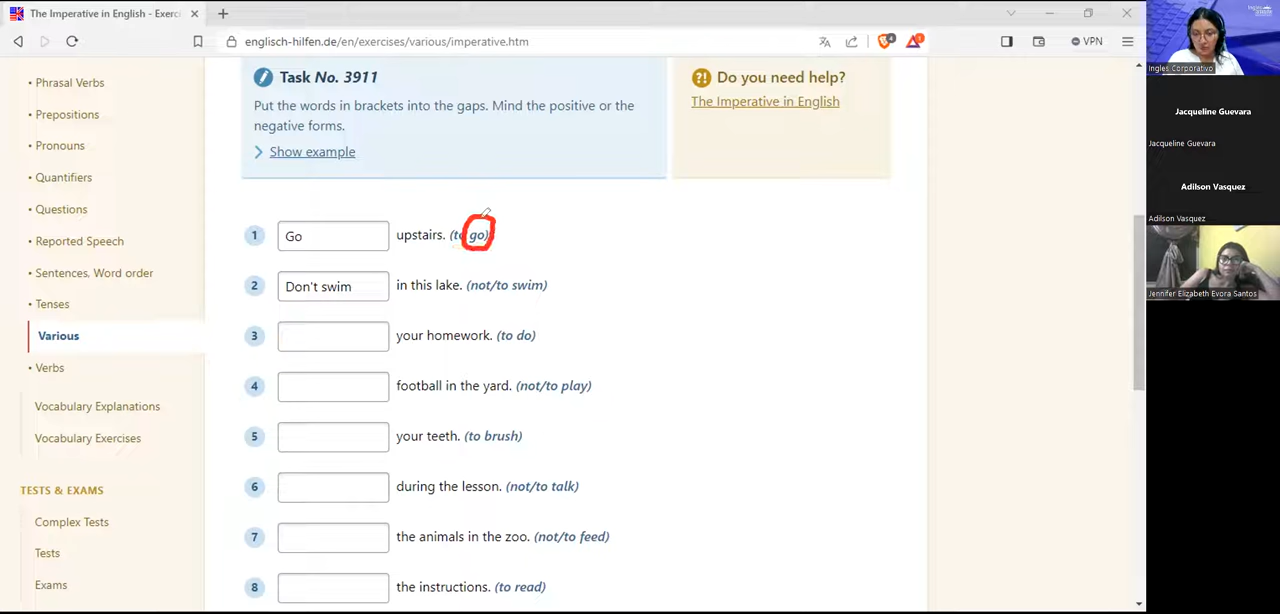 The Imperative in English - Exerci
englisch-hilfen.de/en/exercises/various/imperative.htm
VPN
Phrasal Verbs
Prepositions
Pronouns
Quantifiers
Questions
Reported Speech
Sentences, Word order
Tenses
Various
Verbs
Vocabulary Explanations
Vocabulary Exercises
TESTS & EXAMS
Complex Tests
Tests
Exams
Task No. 3911
Put the words in brackets into the gaps. Mind the positive or the
negative forms.
Show example
Do you need help?
The Imperative in English
1 Go upstairs. (to go)
2 Don't swim in this lake. (not/to swim)
3 your homework. (to do)
4 football in the yard. (not/to play)
5 your teeth. (to brush)
6 during the lesson. (not/to talk)
7 the animals in the zoo. (not/to feed)
8 the instructions. (to read)
Ingles Corporativo
Jacqueline Guevara
Jacqueline Guevara
Adilson Vasquez
Adilson Vasquez
Jennifer Elizabeth Evora Santos